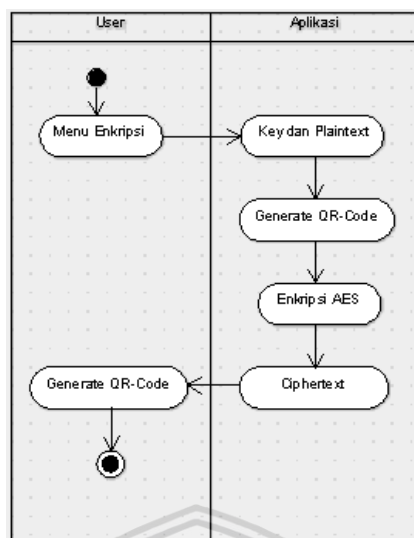 User
Aplikasi
Menu Enkripsi
Key dan Plaintext
Generate QR-Code
Enkripsi AES
Ciphertext
Generate QR-Code